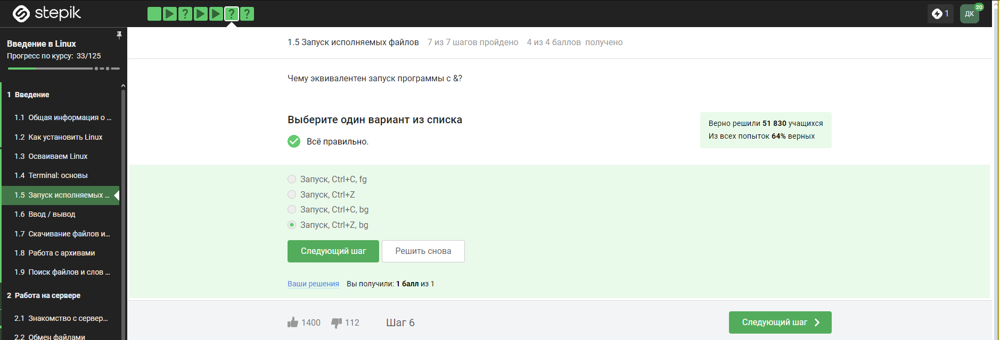 stepik
1
ДК
20
Введение в Linux
Прогресс по курсу: 33/125
1 Введение
1.1 Общая информация о ...
1.2 Как установить Linux
1.3 Осваиваем Linux
1.4 Terminal: основы
1.5 Запуск исполняемых ...
1.6 Ввод / вывод
1.7 Скачивание файлов и...
1.8 Работа с архивами
1.9 Поиск файлов и слов ...
2 Работа на сервере
2.1 Знакомство с сервер...
2.2 Обмен файлами
1.5 Запуск исполняемых файлов 7 из 7 шагов пройдено 4 из 4 баллов получено
Чему эквивалентен запуск программы с &?
Выберите один вариант из списка
Всё правильно.
Верно решили 51 830 учащихся
Из всех попыток 64% верных
Запуск, Ctrl+C, fg
Запуск, Ctrl+Z
Запуск, Ctrl+C, bg
Запуск, Ctrl+Z, bg
Следующий шаг
Решить снова
Ваши решения Вы получили: 1 балл из 1
1400 112 Шаг 6
Следующий шаг